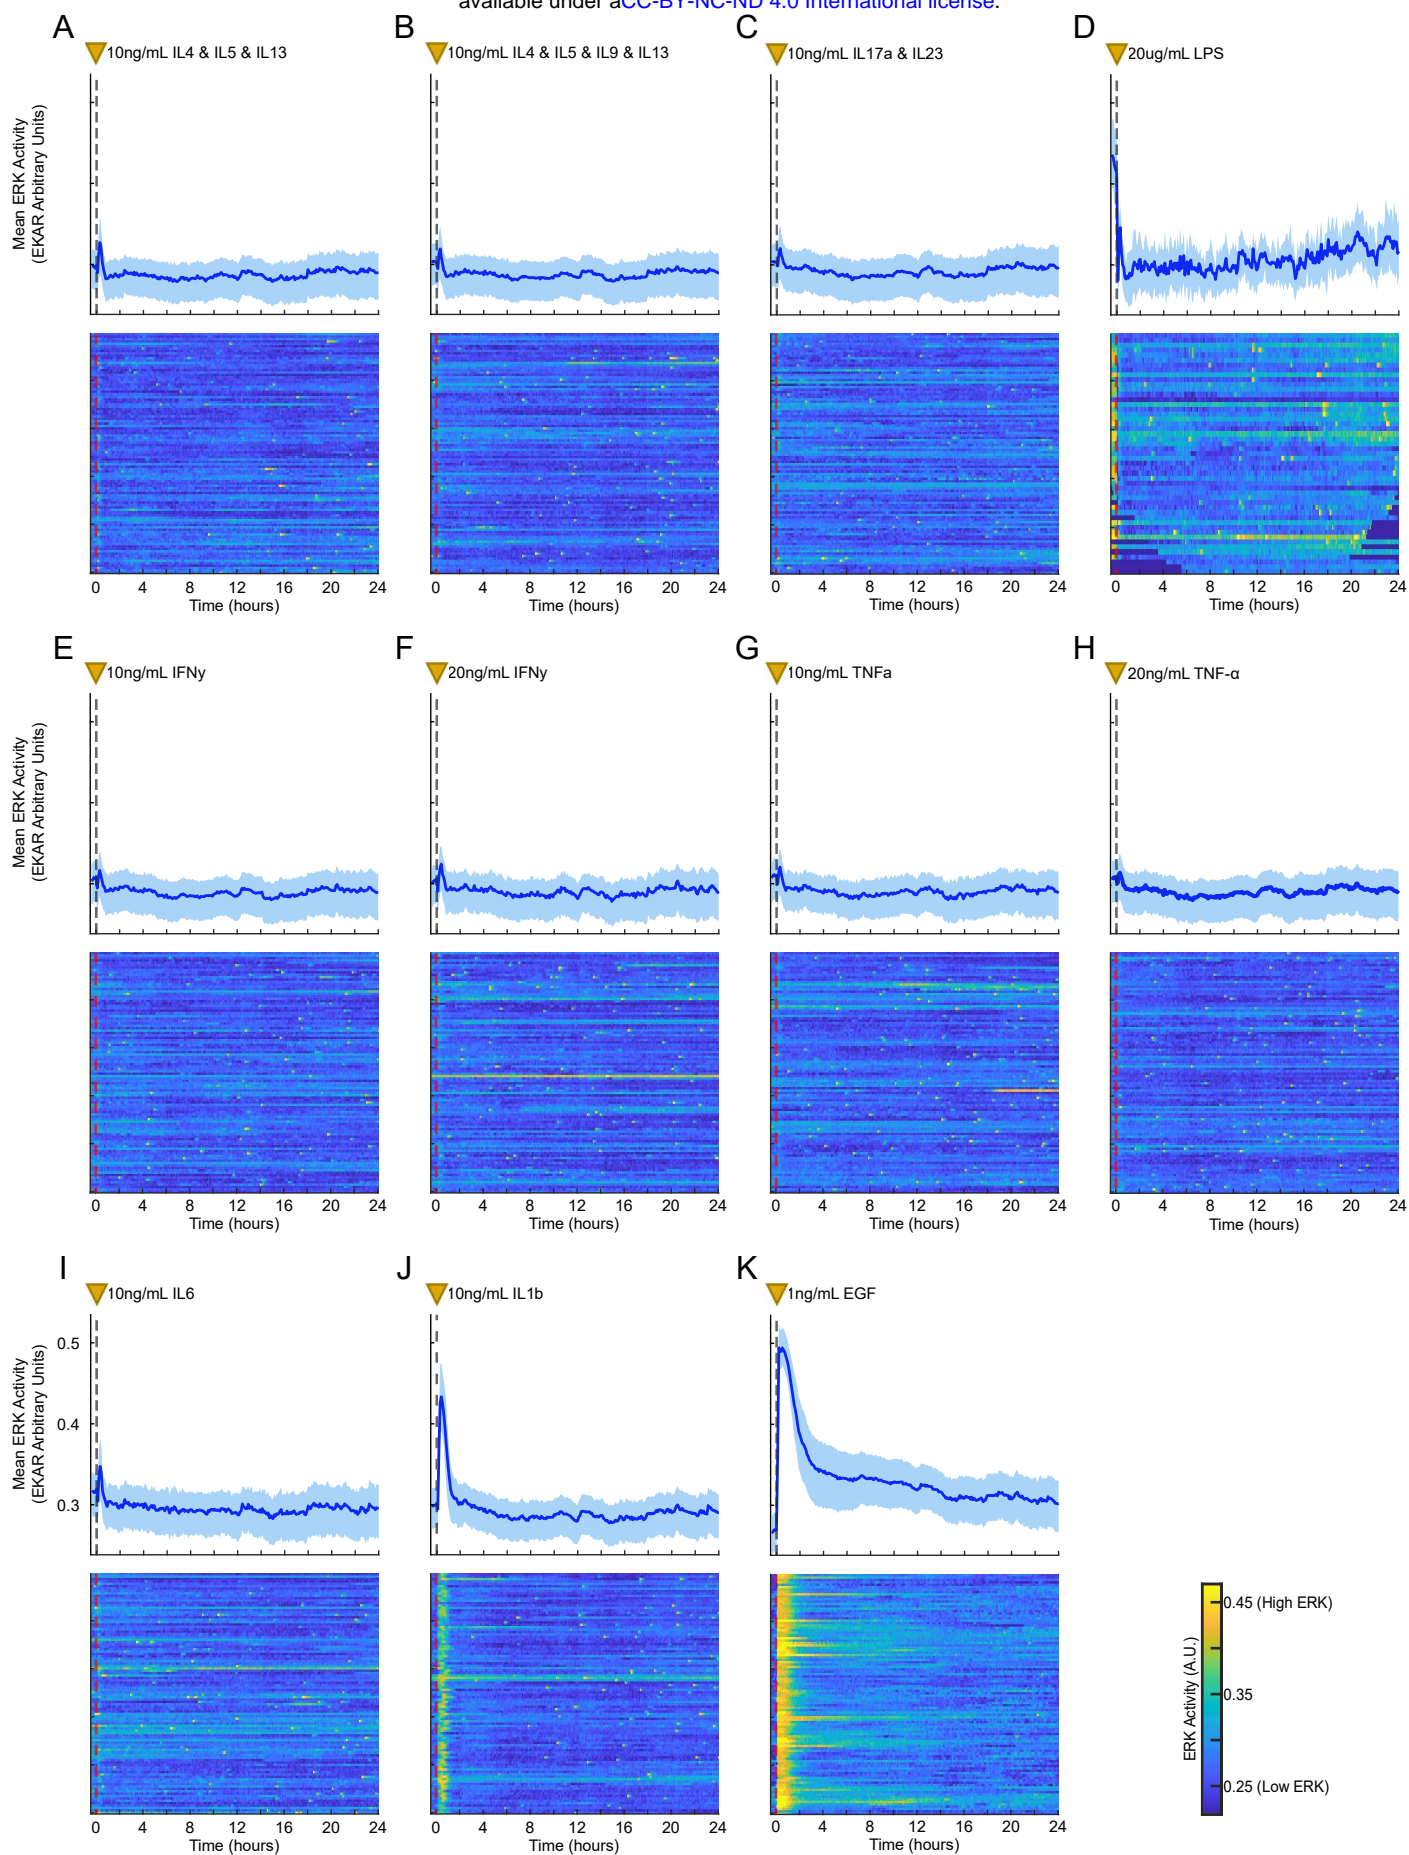 available under aCC-BY-NC-ND 4.0 International license.
A
10ng/mL IL4 & IL5 & IL13
B
10ng/mL IL4 & IL5 & IL9 & IL13
C
10ng/mL IL17a & IL23
D
20ug/mL LPS
Mean ERK Activity
(EKAR Arbitrary Units)
0 4 8 12 16 20 24
Time (hours)
0 4 8 12 16 20 24
Time (hours)
0 4 8 12 16 20 24
Time (hours)
0 4 8 12 16 20 24
Time (hours)
E
10ng/mL IFNy
F
20ng/mL IFNy
G
10ng/mL TNFa
H
20ng/mL TNF-α
Mean ERK Activity
(EKAR Arbitrary Units)
0 4 8 12 16 20 24
Time (hours)
0 4 8 12 16 20 24
Time (hours)
0 4 8 12 16 20 24
Time (hours)
0 4 8 12 16 20 24
Time (hours)
I
10ng/mL IL6
J
10ng/mL IL1b
K
1ng/mL EGF
Mean ERK Activity
(EKAR Arbitrary Units)
0.5
0.4
0.3
0 4 8 12 16 20 24
Time (hours)
0 4 8 12 16 20 24
Time (hours)
0 4 8 12 16 20 24
Time (hours)
ERK Activity (A.U.)
0.45 (High ERK)
0.35
0.25 (Low ERK)